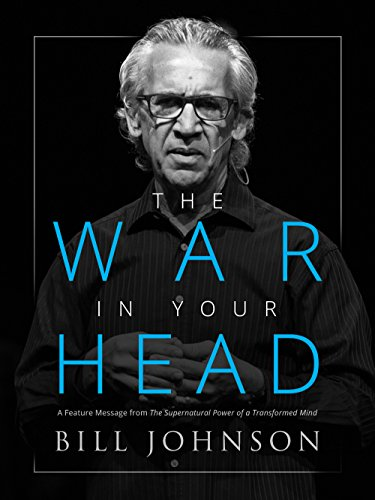 THE
WAR
IN YOUR
HEAD
A Feature Message from The Supernatural Power of a Transformed Mind
BILL JOHNSON